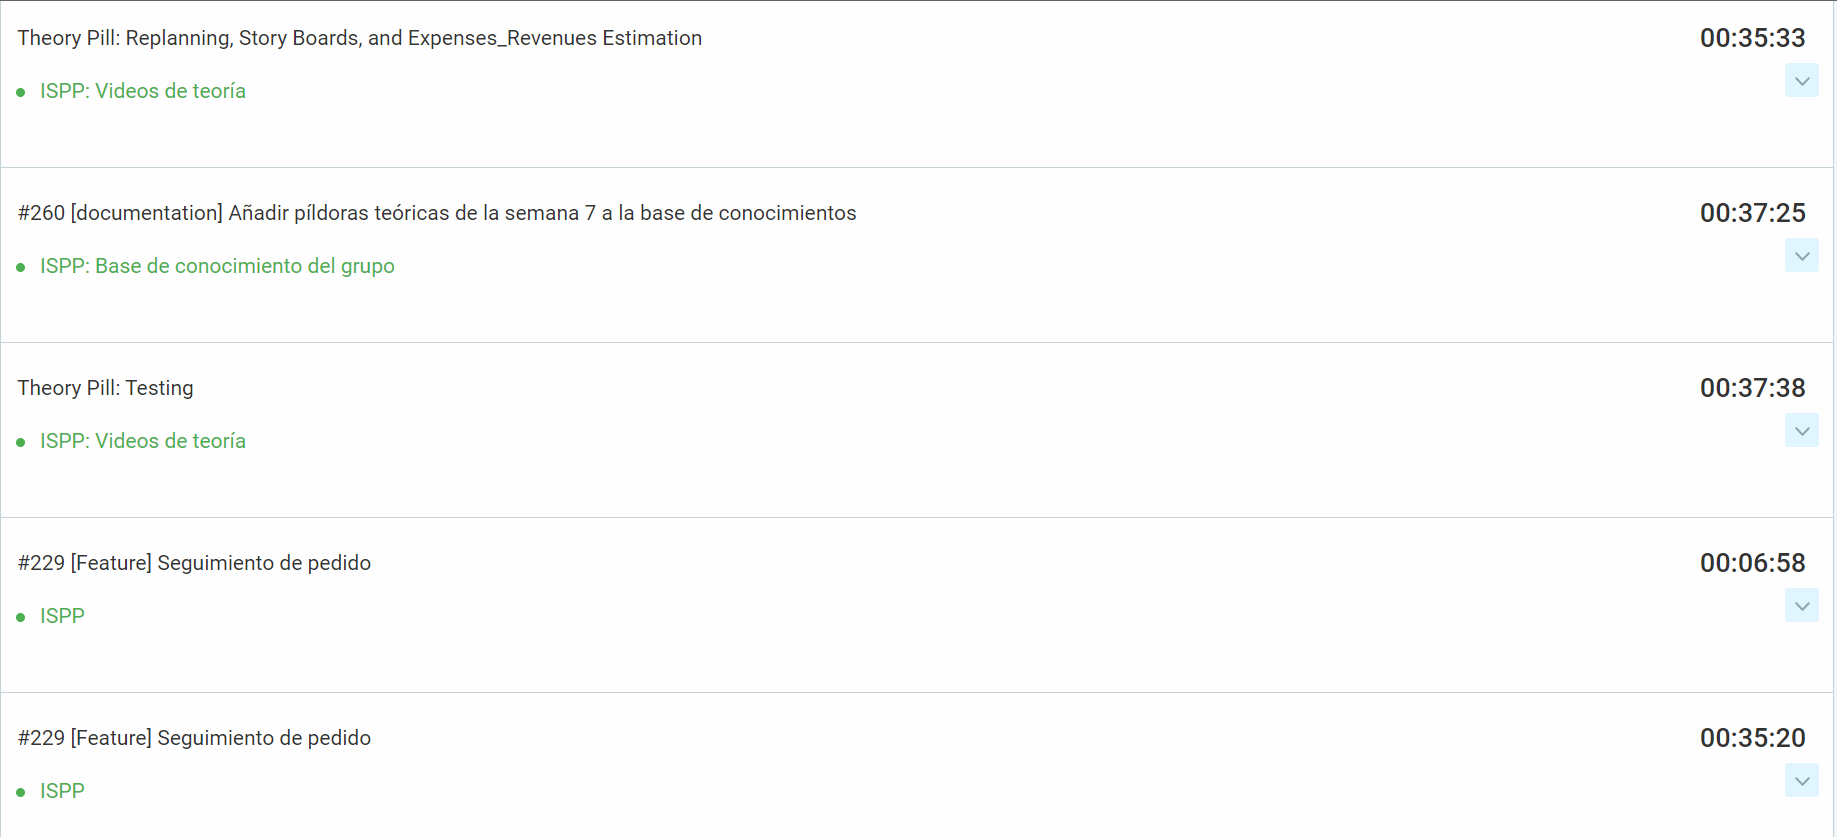 Theory Pill: Replanning, Story Boards, and Expenses_Revenues Estimation 00:35:33
ISPP: Videos de teoría
#260 [documentation] Añadir píldoras teóricas de la semana 7 a la base de conocimientos 00:37:25
ISPP: Base de conocimiento del grupo
Theory Pill: Testing 00:37:38
ISPP: Videos de teoría
#229 [Feature] Seguimiento de pedido 00:06:58
ISPP
#229 [Feature] Seguimiento de pedido 00:35:20
ISPP